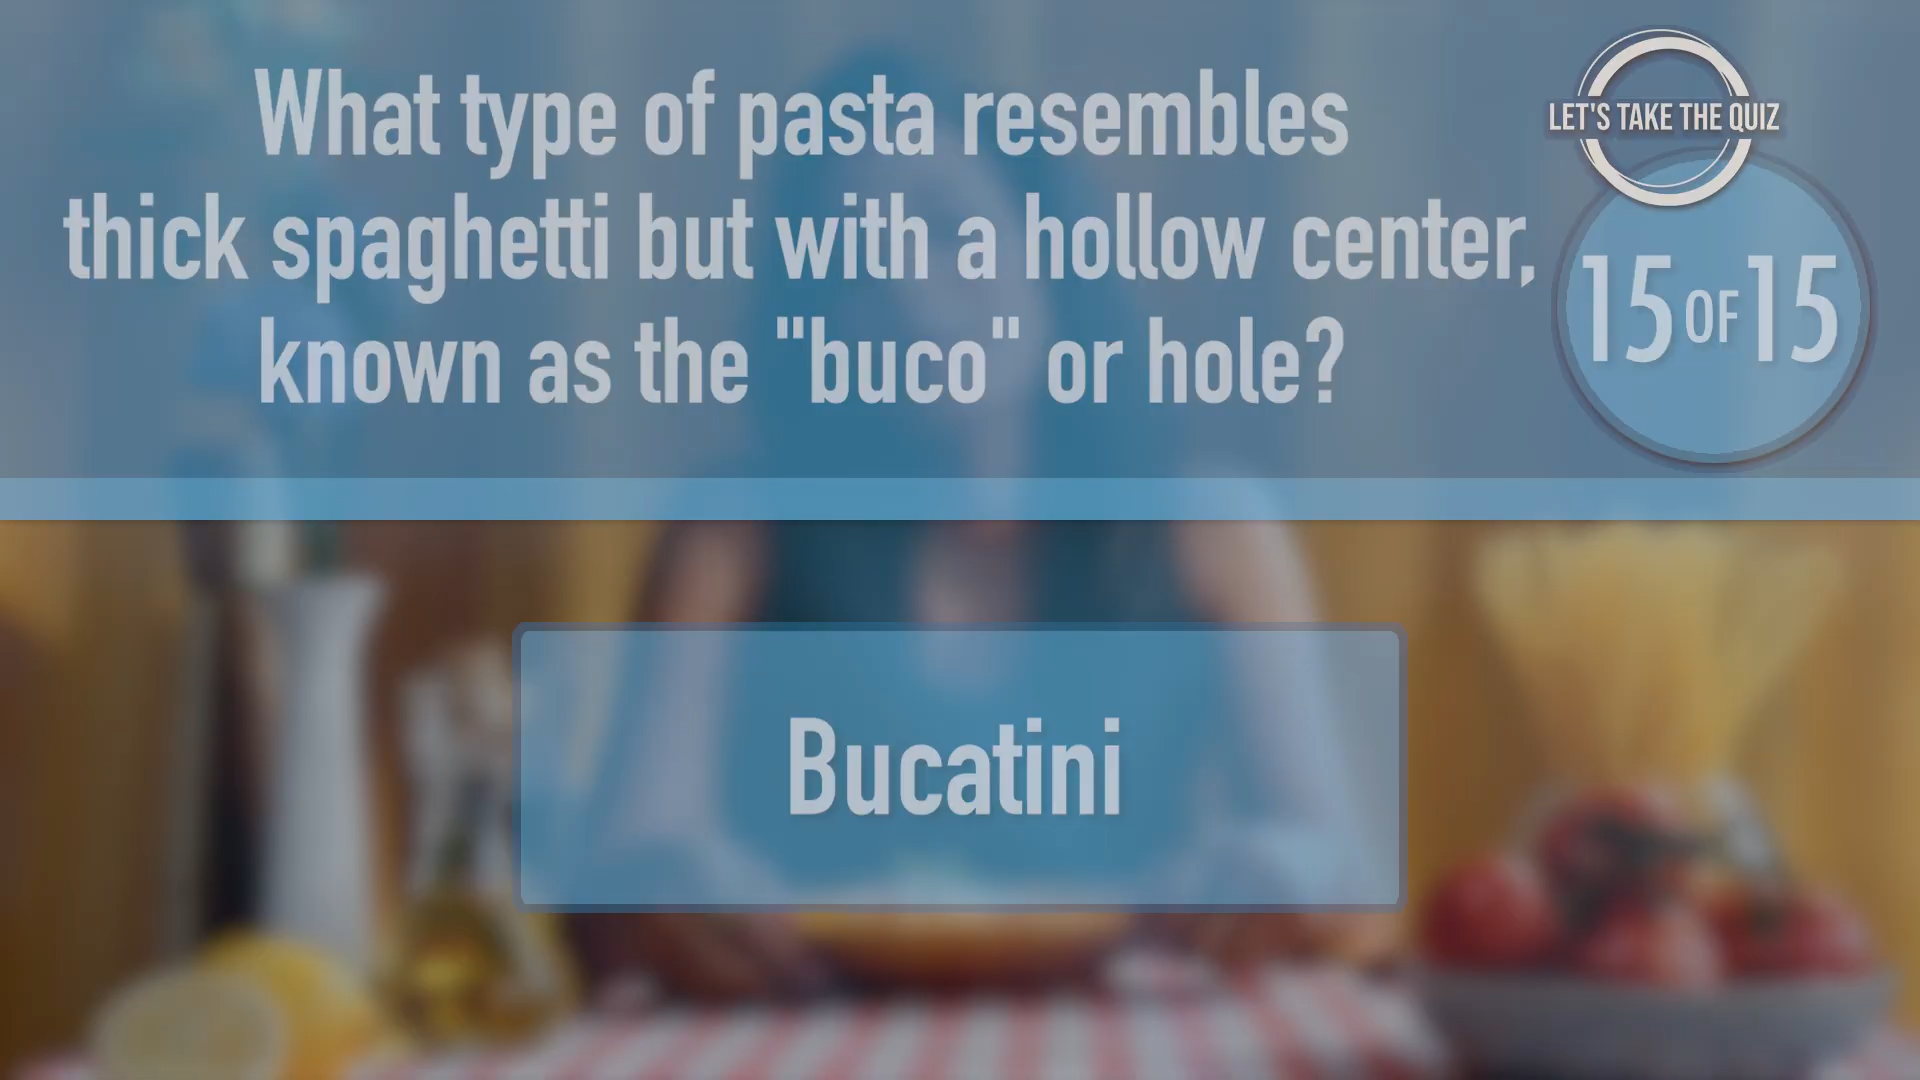 What type of pasta resembles
thick spaghetti but with a hollow center,
known as the "buco" or hole?
LET'S TAKE THE QUIZ
15 OF 15
Bucatini